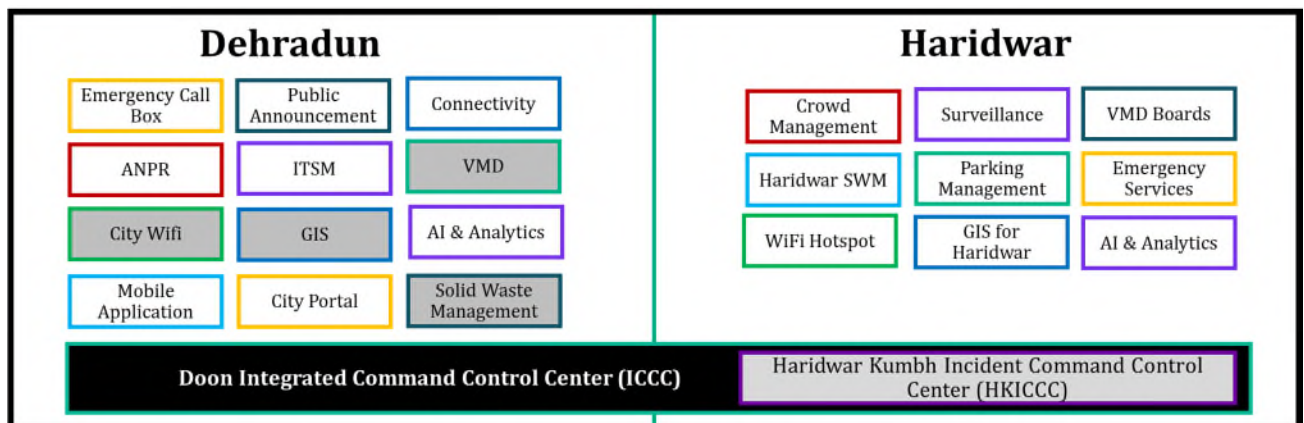 Dehradun
Emergency Call
Box
Public
Announcement
Connectivity
ANPR
ITSM
VMD
City Wifi
GIS
AI & Analytics
Mobile
Application
City Portal
Solid Waste
Management
Haridwar
Crowd
Management
Surveillance
VMD Boards
Haridwar SWM
Parking
Management
Emergency
Services
WiFi Hotspot
GIS for
Haridwar
AI & Analytics
Doon Integrated Command Control Center (ICCC)
Haridwar Kumbh Incident Command Control
Center (HKICCC)